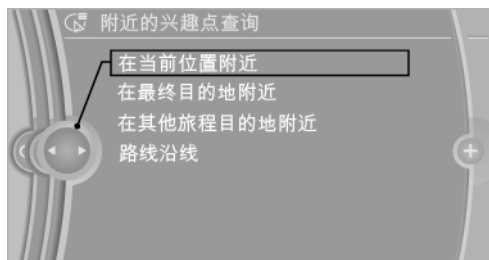 附近的兴趣点查询
在当前位置附近
在最终目的地附近
在其他旅程目的地附近
路线沿线